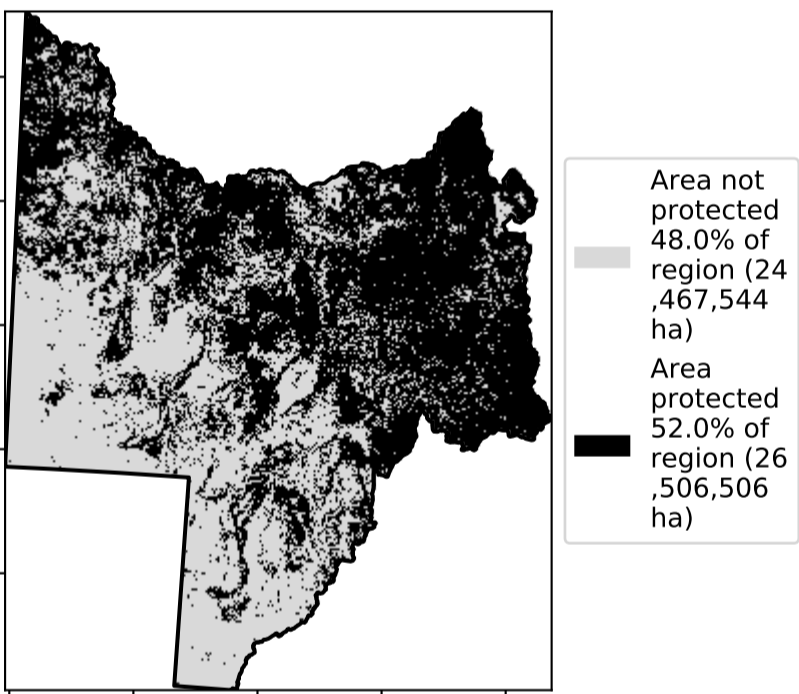 Area not
protected
48.0% of
region (24
,467,544
ha)
Area
protected
52.0% of
region (26
,506,506
ha)